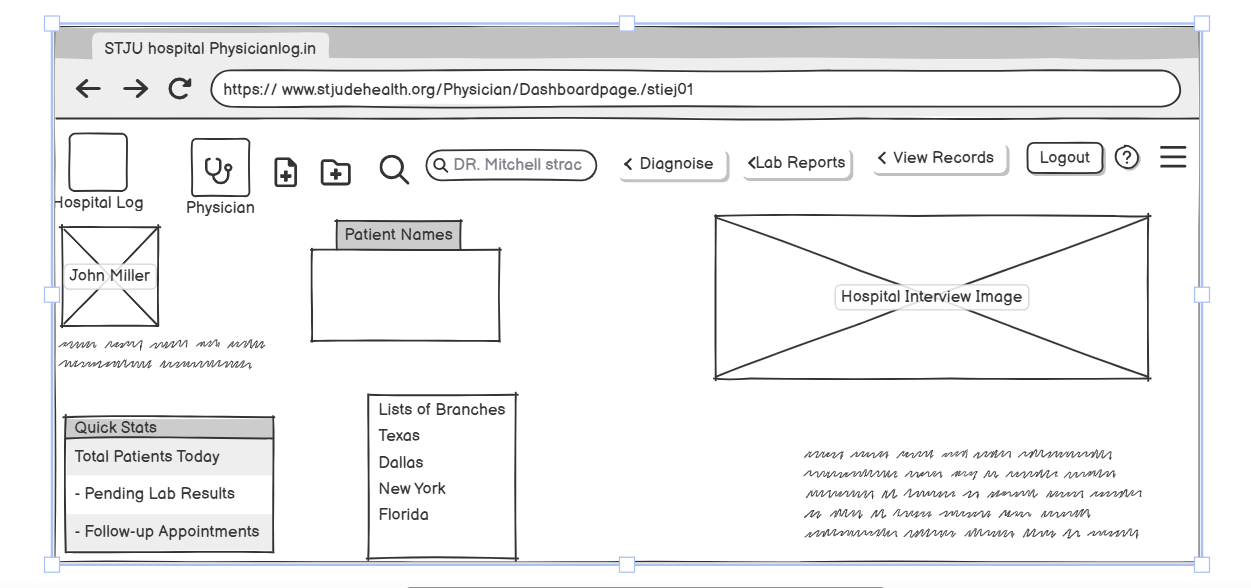 STJU hospital Physicianlog.in
https:// www.stjudehealth.org/Physician/Dashboardpage./stiej01
DR. Mitchell strac
Diagnoise
Lab Reports
View Records
Logout
?
Hospital Log
Physician
Patient Names
John Miller
Hospital Interview Image
Quick Stats
Total Patients Today
- Pending Lab Results
- Follow-up Appointments
Lists of Branches
Texas
Dallas
New York
Florida